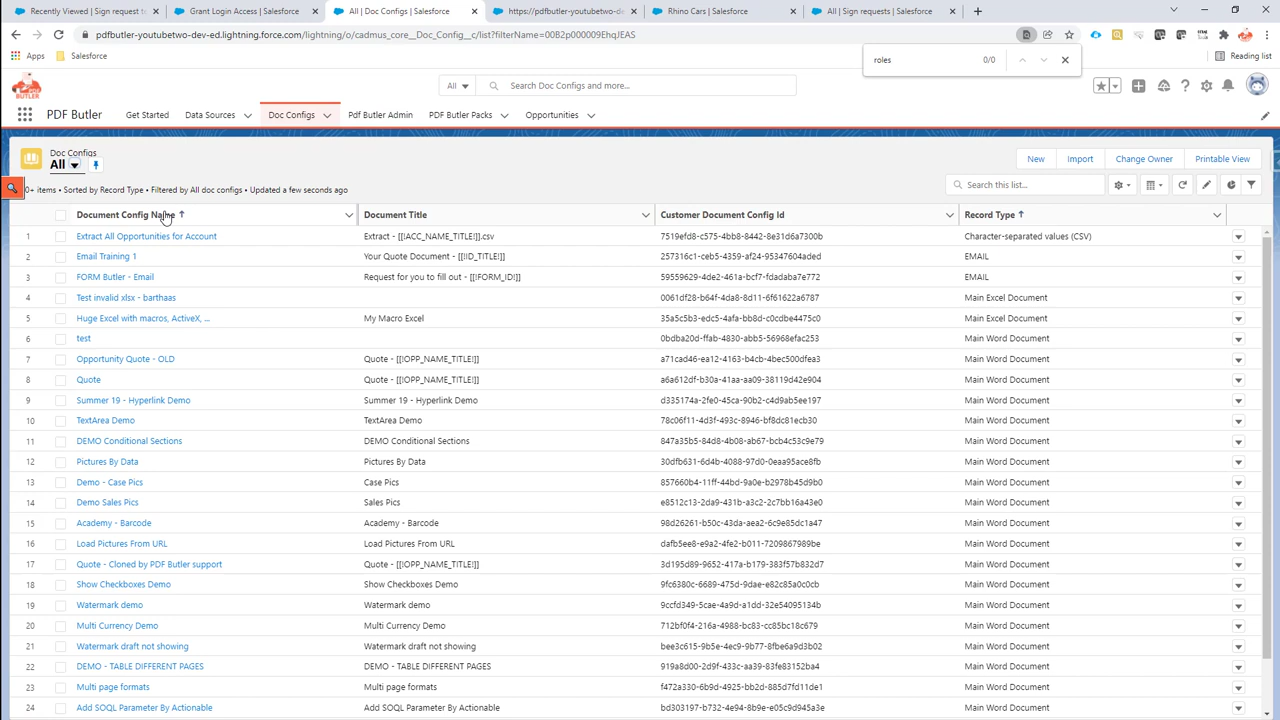 Recently Viewed | Sign request t
Grant Login Access | Salesforce
All | Doc Configs | Salesforce
https://pdfbutler-youtubetwo-de
Rhino Cars | Salesforce
All | Sign requests | Salesforce
pdfbutler-youtubetwo-dev-ed.lightning.force.com/lightning/o/cadmus_core__Doc_Config__c/list?filterName=00B2p000009EhqJEAS
Apps Salesforce
Reading list
roles 0/0
All Search Doc Configs and more...
PDF Butler Get Started Data Sources Doc Configs Pdf Butler Admin PDF Butler Packs Opportunities
Doc Configs
All
New Import Change Owner Printable View
0+ items • Sorted by Record Type • Filtered by All doc configs • Updated a few seconds ago
Search this list...
Document Config Name Document Title Customer Document Config Id Record Type
1 Extract All Opportunities for Account Extract - [[!ACC_NAME_TITLE!]].csv 7519efd8-c575-4bb8-8442-8e31d6a7300b Character-separated values (CSV)
2 Email Training 1 Your Quote Document - [[!ID_TITLE!]] 257316c1-ceb5-4359-af24-95347604aded EMAIL
3 FORM Butler - Email Request for you to fill out - [[!FORM_ID!]] 59559629-4de2-461a-bcf7-fdadaba7e772 EMAIL
4 Test invalid xlsx - barthaas 0061df28-b64f-4da8-8d11-6f61622a6787 Main Excel Document
5 Huge Excel with macros, ActiveX, ... My Macro Excel 35a5c5b3-edc5-4afa-bb8d-c0cdbe4475c0 Main Excel Document
6 test 0bdba20d-ffab-4830-abb5-56968efac253 Main Word Document
7 Opportunity Quote - OLD Quote - [[!OPP_NAME_TITLE!]] a71cad46-ea12-4163-b4cb-4bec500dfea3 Main Word Document
8 Quote Quote - [[!OPP_NAME_TITLE!]] a6a612df-b30a-41aa-aa09-38119d42e904 Main Word Document
9 Summer 19 - Hyperlink Demo Summer 19 - Hyperlink Demo d335174a-2fe0-45ca-90b2-c4d9ab5ee197 Main Word Document
10 TextArea Demo TextArea Demo 78c06f11-4d3f-493c-8946-bf8dc81ecb30 Main Word Document
11 DEMO Conditional Sections DEMO Conditional Sections 847a35b5-84d8-4b08-ab67-bcb4c53c9e79 Main Word Document
12 Pictures By Data Pictures By Data 30dfb631-6d4b-4088-97d0-0eaa95ace8fb Main Word Document
13 Demo - Case Pics Case Pics 857660b4-11ff-44bd-9a0e-b2978b45d9b0 Main Word Document
14 Demo Sales Pics Sales Pics e8512c13-2da9-431b-a3c2-2c7bb16a43e0 Main Word Document
15 Academy - Barcode Academy - Barcode 98d26261-b50c-43da-aea2-6c9e85dc1a47 Main Word Document
16 Load Pictures From URL Load Pictures From URL dafb5ee8-e9a2-4fe2-b011-7209867989be Main Word Document
17 Quote - Cloned by PDF Butler support Quote - [[!OPP_NAME_TITLE!]] 3d195d89-9652-417a-b179-383f57b832d7 Main Word Document
18 Show Checkboxes Demo Show Checkboxes Demo 9fc6380c-6689-475d-9dae-e82c85a0c0cb Main Word Document
19 Watermark demo Watermark demo 9ccfd349-5cae-4a9d-a1dd-32e54095134b Main Word Document
20 Multi Currency Demo Multi Currency Demo 712bf0f4-216a-4988-bc83-cc85bc18c679 Main Word Document
21 Watermark draft not showing Watermark draft not showing bee3c615-9b5e-4ec9-9b77-8fbe6a9d3b02 Main Word Document
22 DEMO - TABLE DIFFERENT PAGES DEMO - TABLE DIFFERENT PAGES 919a8d00-2d9f-433c-aa39-83fe83152ba4 Main Word Document
23 Multi page formats Multi page formats f472a330-6b9d-4925-bb2d-885d7fd11de1 Main Word Document
24 Add SOQL Parameter By Actionable Add SOQL Parameter By Actionable bd303197-b732-4e94-8b9e-e05c9d945a3e Main Word Document